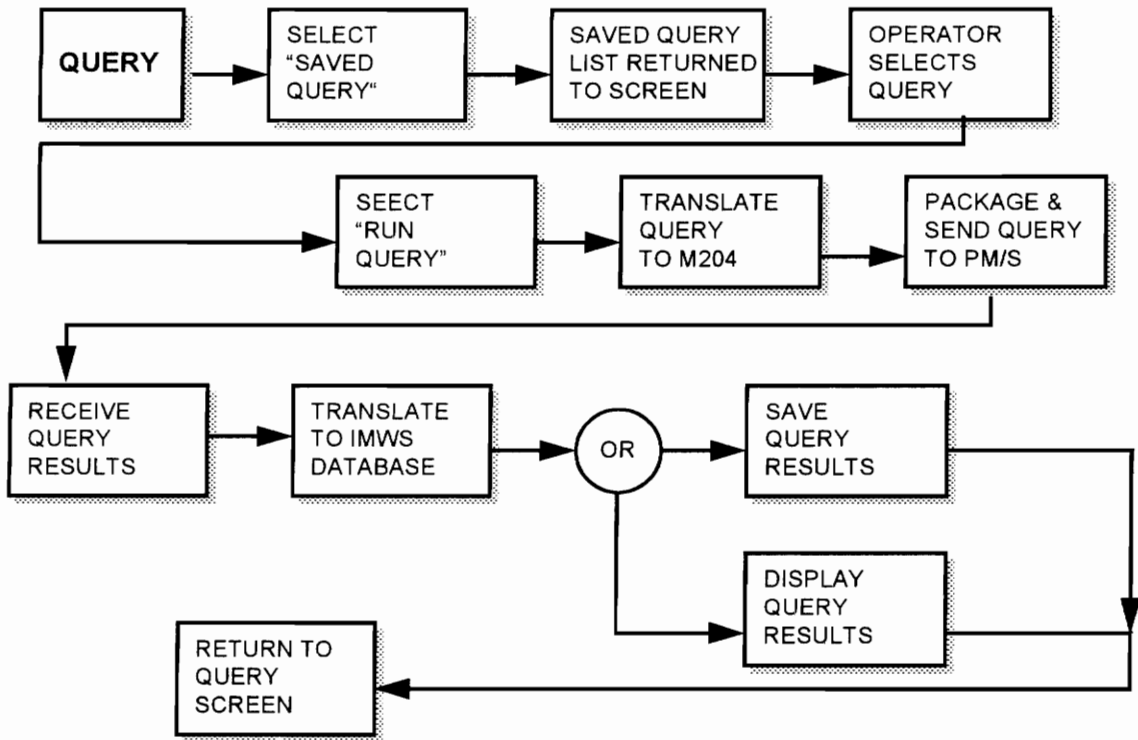 QUERY
SELECT
“SAVED
QUERY“
SAVED QUERY
LIST RETURNED
TO SCREEN
OPERATOR
SELECTS
QUERY
SEECT
“RUN
QUERY”
TRANSLATE
QUERY
TO M204
PACKAGE &
SEND QUERY
TO PM/S
RECEIVE
QUERY
RESULTS
TRANSLATE
TO IMWS
DATABASE
OR
SAVE
QUERY
RESULTS
DISPLAY
QUERY
RESULTS
RETURN TO
QUERY
SCREEN